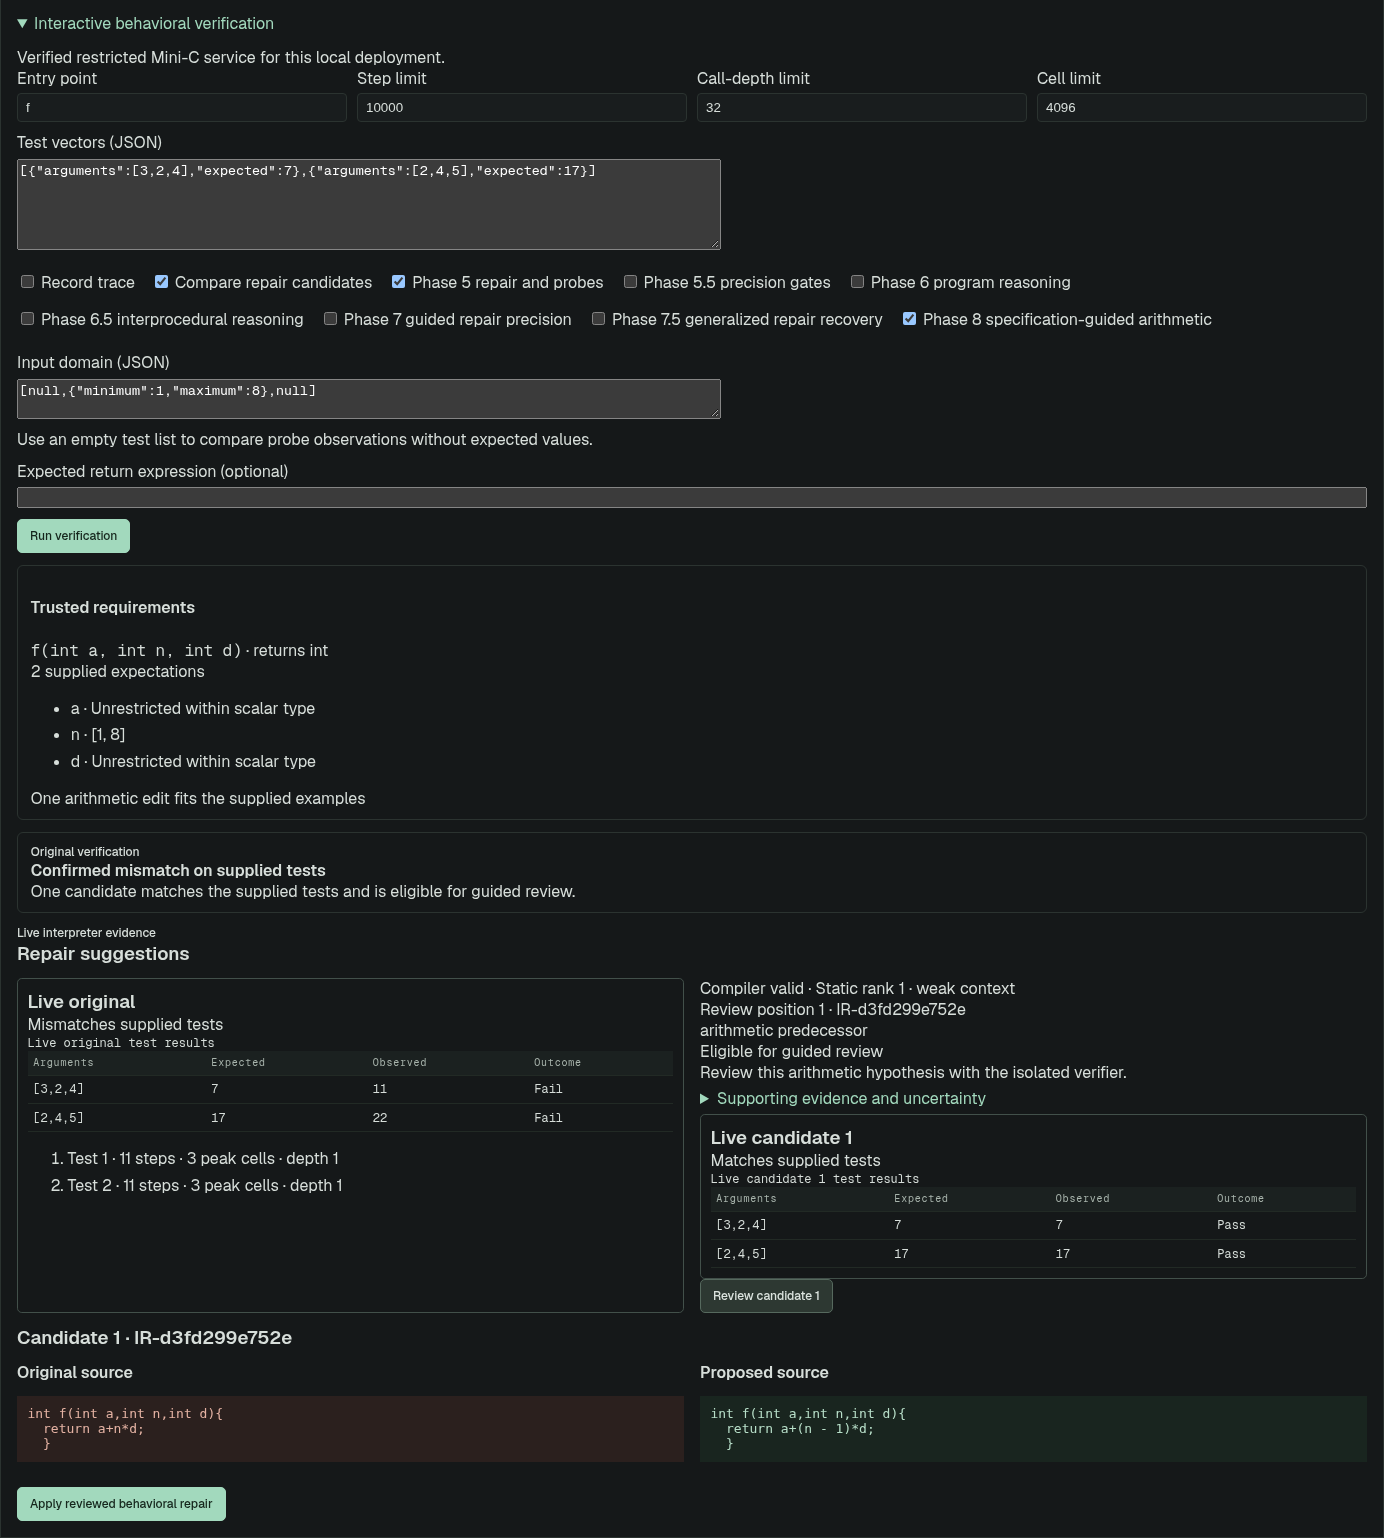 Interactive behavioral verification
Verified restricted Mini-C service for this local deployment.
Entry point Step limit Call-depth limit Cell limit
f 10000 32 4096
Test vectors (JSON)
[{"arguments":[3,2,4],"expected":7},{"arguments":[2,4,5],"expected":17}]
Record trace Compare repair candidates Phase 5 repair and probes Phase 5.5 precision gates Phase 6 program reasoning
Phase 6.5 interprocedural reasoning Phase 7 guided repair precision Phase 7.5 generalized repair recovery Phase 8 specification-guided arithmetic
Input domain (JSON)
[null,{"minimum":1,"maximum":8},null]
Use an empty test list to compare probe observations without expected values.
Expected return expression (optional)
Run verification
Trusted requirements
f(int a, int n, int d) · returns int
2 supplied expectations
• a · Unrestricted within scalar type
• n · [1, 8]
• d · Unrestricted within scalar type
One arithmetic edit fits the supplied examples
Original verification
Confirmed mismatch on supplied tests
One candidate matches the supplied tests and is eligible for guided review.
Live interpreter evidence
Repair suggestions
Live original
Mismatches supplied tests
Live original test results
Arguments Expected Observed Outcome
[3,2,4] 7 11 Fail
[2,4,5] 17 22 Fail
1. Test 1 · 11 steps · 3 peak cells · depth 1
2. Test 2 · 11 steps · 3 peak cells · depth 1
Compiler valid · Static rank 1 · weak context
Review position 1 · IR-d3fd299e752e
arithmetic predecessor
Eligible for guided review
Review this arithmetic hypothesis with the isolated verifier.
Supporting evidence and uncertainty
Live candidate 1
Matches supplied tests
Live candidate 1 test results
Arguments Expected Observed Outcome
[3,2,4] 7 7 Pass
[2,4,5] 17 17 Pass
Review candidate 1
Candidate 1 · IR-d3fd299e752e
Original source
int f(int a,int n,int d){
return a+n*d;
}
Proposed source
int f(int a,int n,int d){
return a+(n - 1)*d;
}
Apply reviewed behavioral repair